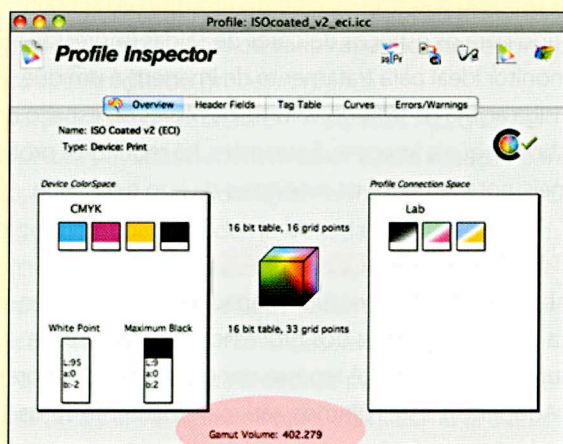 Profile: ISOcoated_v2_eci.icc
Profile Inspector
Overview Header Fields Tag Table Curves Errors/Warnings
Name: ISO Coated v2 (ECI)
Type: Device: Print
Device ColorSpace
CMYK
White Point Maximum Black
L:95
a:0
b:-2
L:9
a:0
b:2
16 bit table, 16 grid points
16 bit table, 33 grid points
Profile Connection Space
Lab
Gamut Volume: 402.279